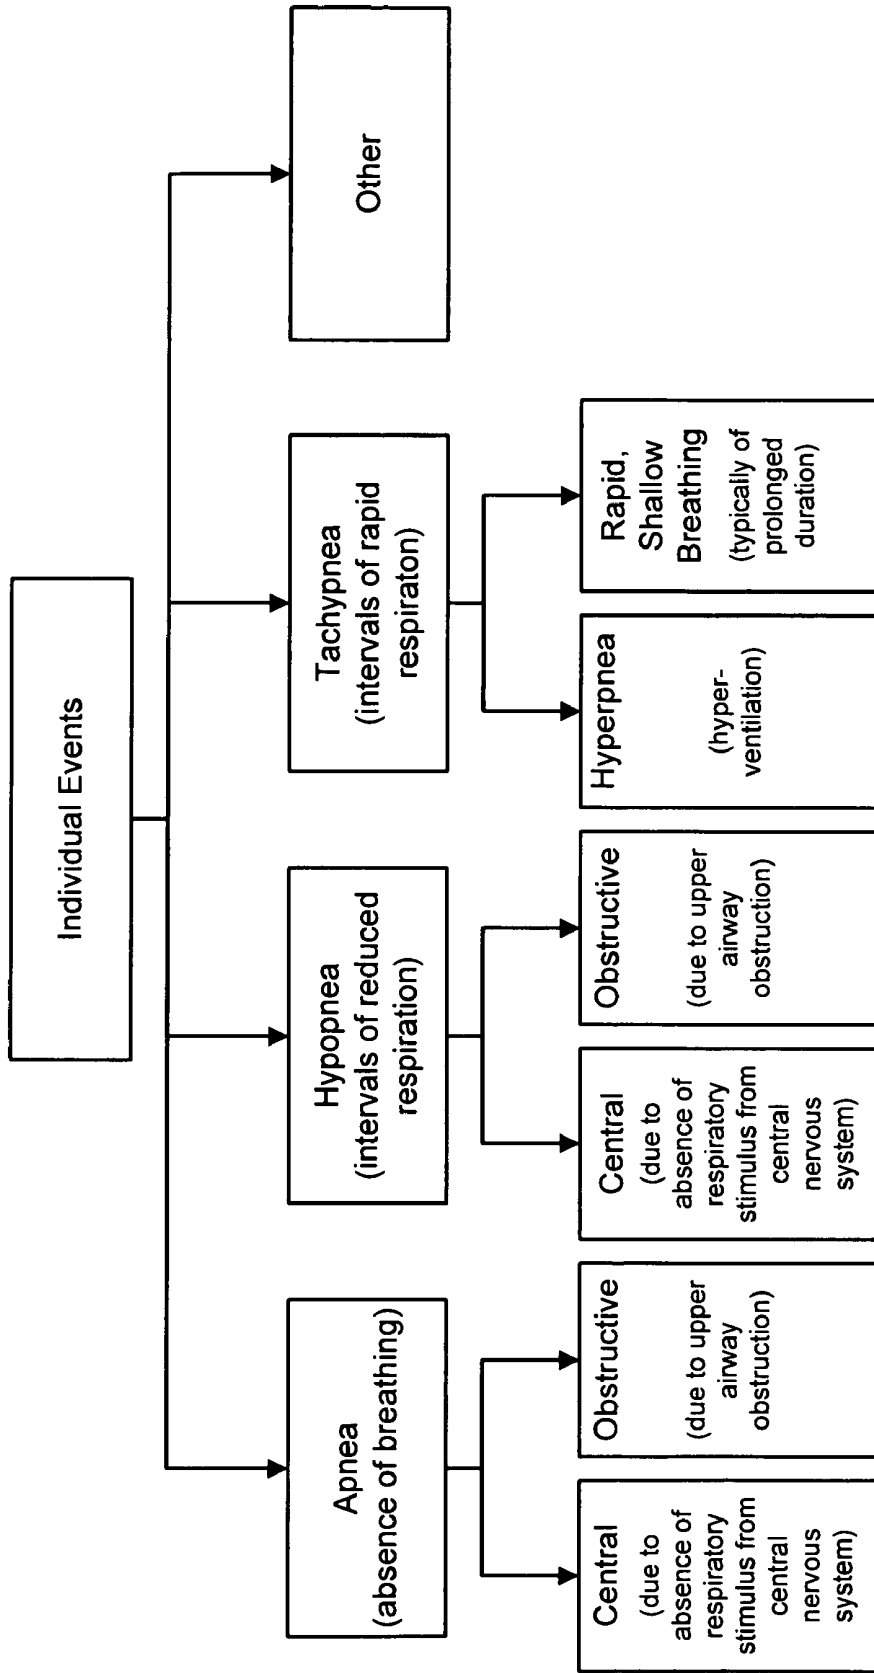 Individual Events
Apnea
(absence of breathing)
Hypopnea
(intervals of reduced
respiration)
Tachypnea
(intervals of rapid
respiraton)
Other
Central
(due to
absence of
respiratory
stimulus from
central
nervous
system)
Obstructive
(due to upper
airway
obstruction)
Central
(due to
absence of
respiratory
stimulus from
central
nervous
system)
Obstructive
(due to upper
airway
obstruction)
Hyperpnea
(hyper-
ventilation)
Rapid,
Shallow
Breathing
(typically of
prolonged
duration)